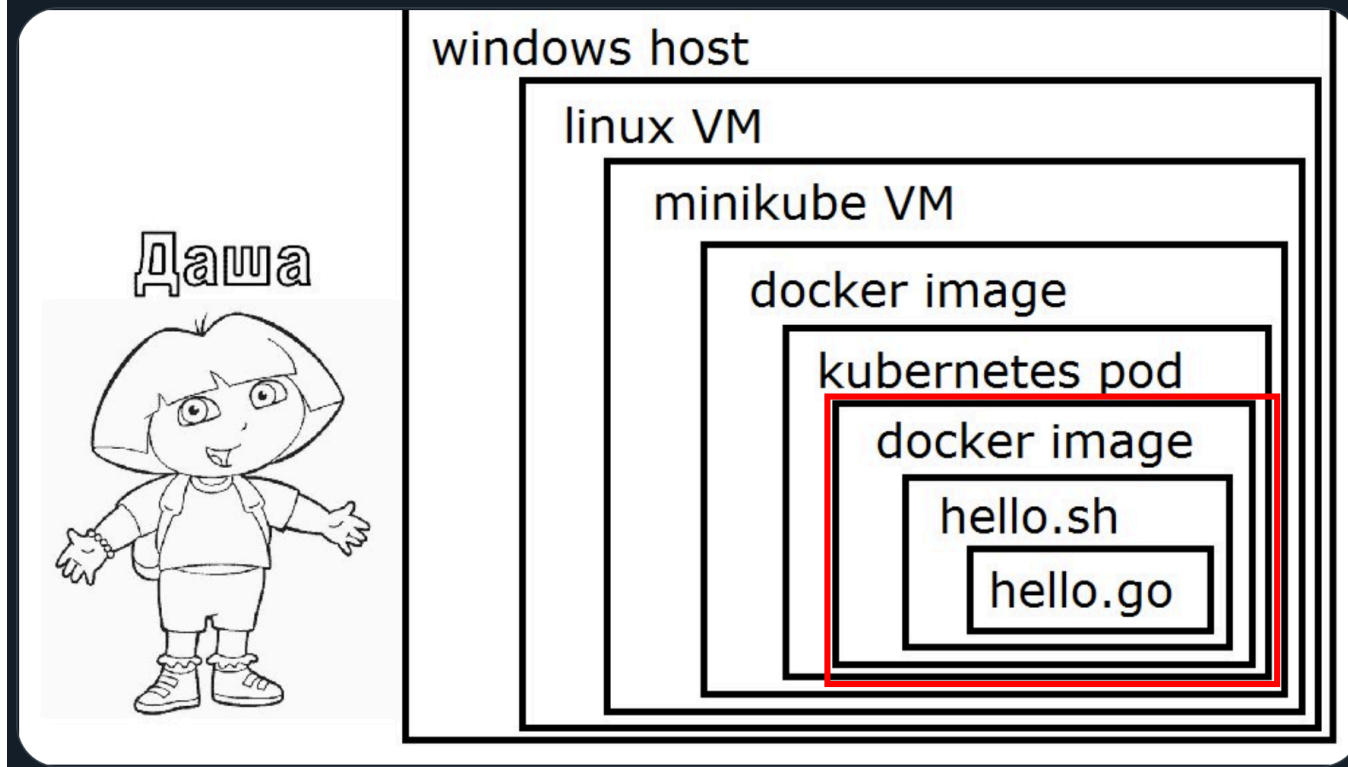 windows host
linux VM
minikube VM
Даша
docker image
kubernetes pod
docker image
hello.sh
hello.go